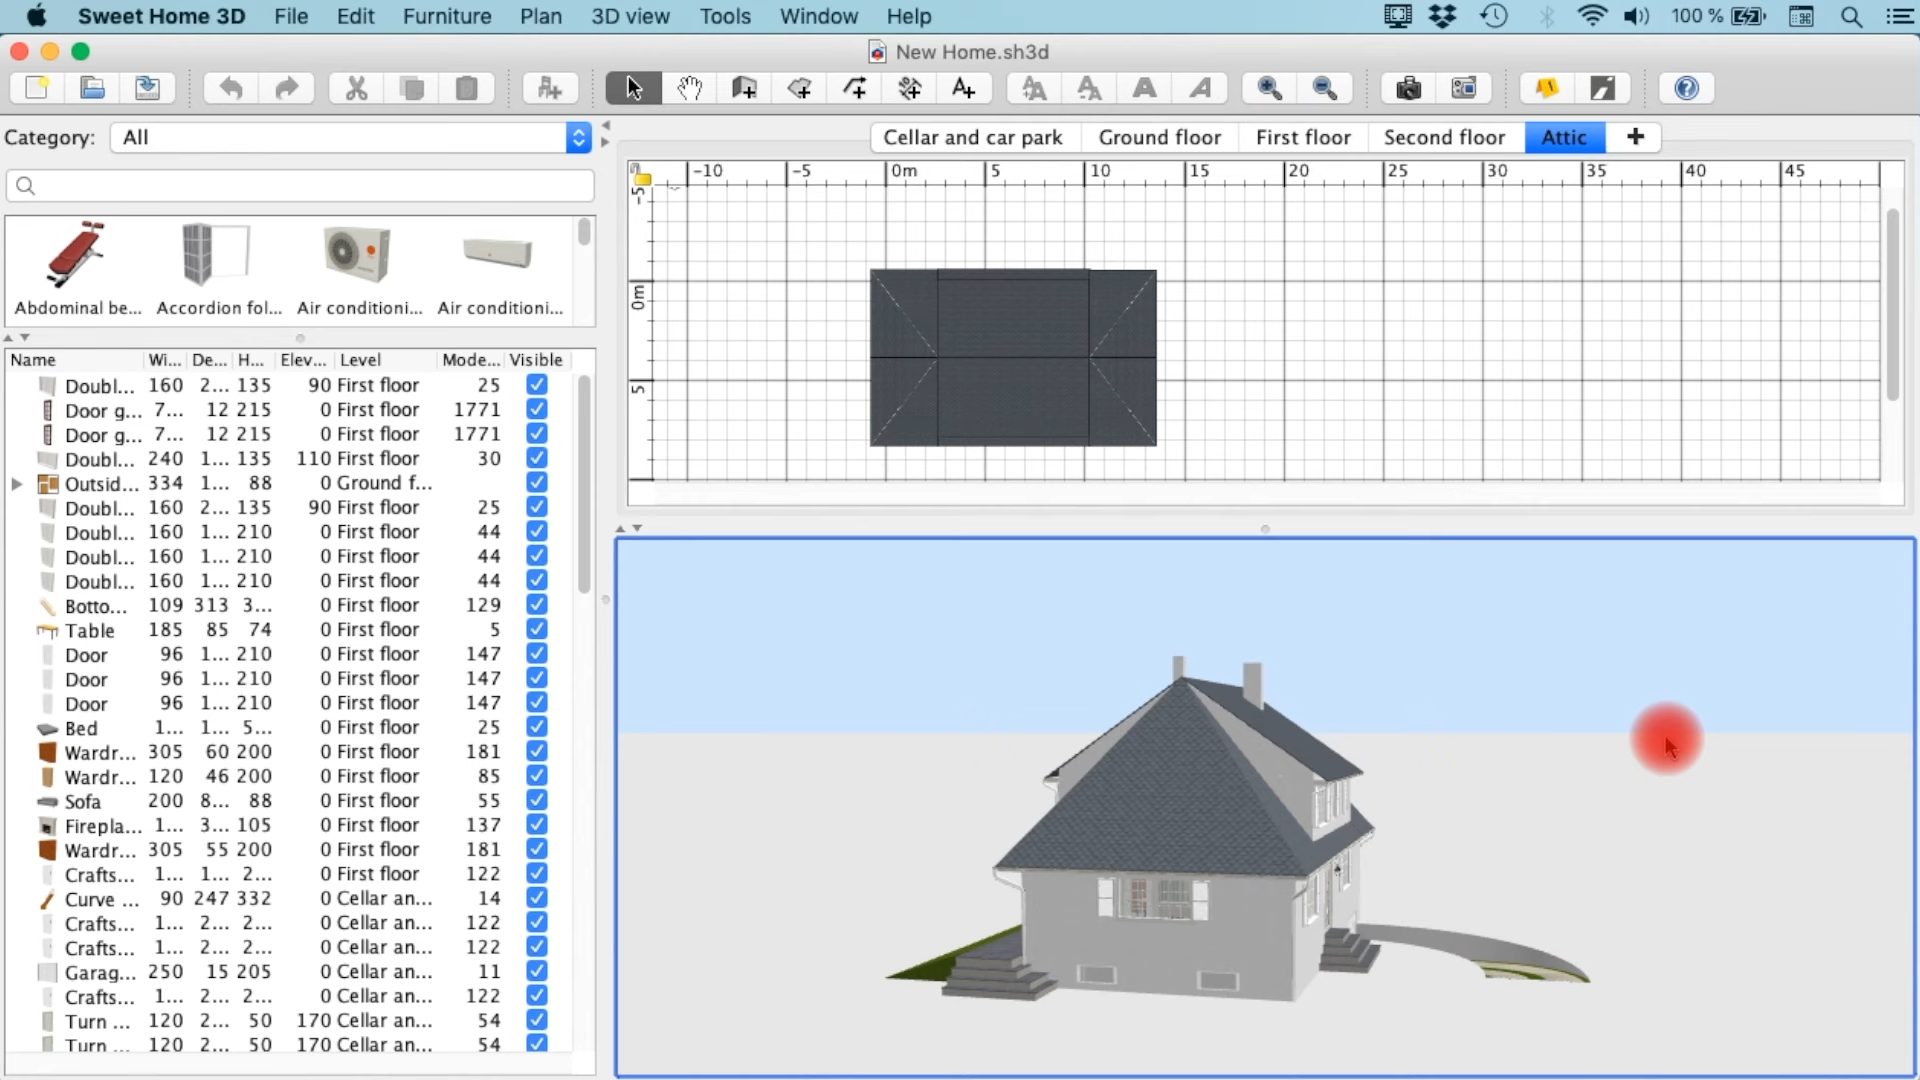 Sweet Home 3D File Edit Furniture Plan 3D view Tools Window Help 100 %
New Home.sh3d
Category: All
Cellar and car park Ground floor First floor Second floor Attic +
-10 -5 0m 5 10 15 20 25 30 35 40 45
-5
0m
5
Abdominal be... Accordion fol... Air conditioni... Air conditioni...
Name Wi... De... H... Elev... Level Mode... Visible
Doubl... 160 2... 135 90 First floor 25
Door g... 7... 12 215 0 First floor 1771
Door g... 7... 12 215 0 First floor 1771
Doubl... 240 1... 135 110 First floor 30
Outsid... 334 1... 88 0 Ground f...
Doubl... 160 2... 135 90 First floor 25
Doubl... 160 1... 210 0 First floor 44
Doubl... 160 1... 210 0 First floor 44
Doubl... 160 1... 210 0 First floor 44
Botto... 109 313 3... 0 First floor 129
Table 185 85 74 0 First floor 5
Door 96 1... 210 0 First floor 147
Door 96 1... 210 0 First floor 147
Door 96 1... 210 0 First floor 147
Bed 1... 1... 5... 0 First floor 25
Wardr... 305 60 200 0 First floor 181
Wardr... 120 46 200 0 First floor 85
Sofa 200 8... 88 0 First floor 55
Firepla... 1... 3... 105 0 First floor 137
Wardr... 305 55 200 0 First floor 181
Crafts... 1... 1... 2... 0 First floor 122
Curve ... 90 247 332 0 Cellar an... 14
Crafts... 1... 2... 2... 0 Cellar an... 122
Crafts... 1... 2... 2... 0 Cellar an... 122
Garag... 250 15 205 0 Cellar an... 11
Crafts... 1... 2... 2... 0 Cellar an... 122
Turn ... 120 2... 50 170 Cellar an... 54
Turn ... 120 2... 50 170 Cellar an... 54